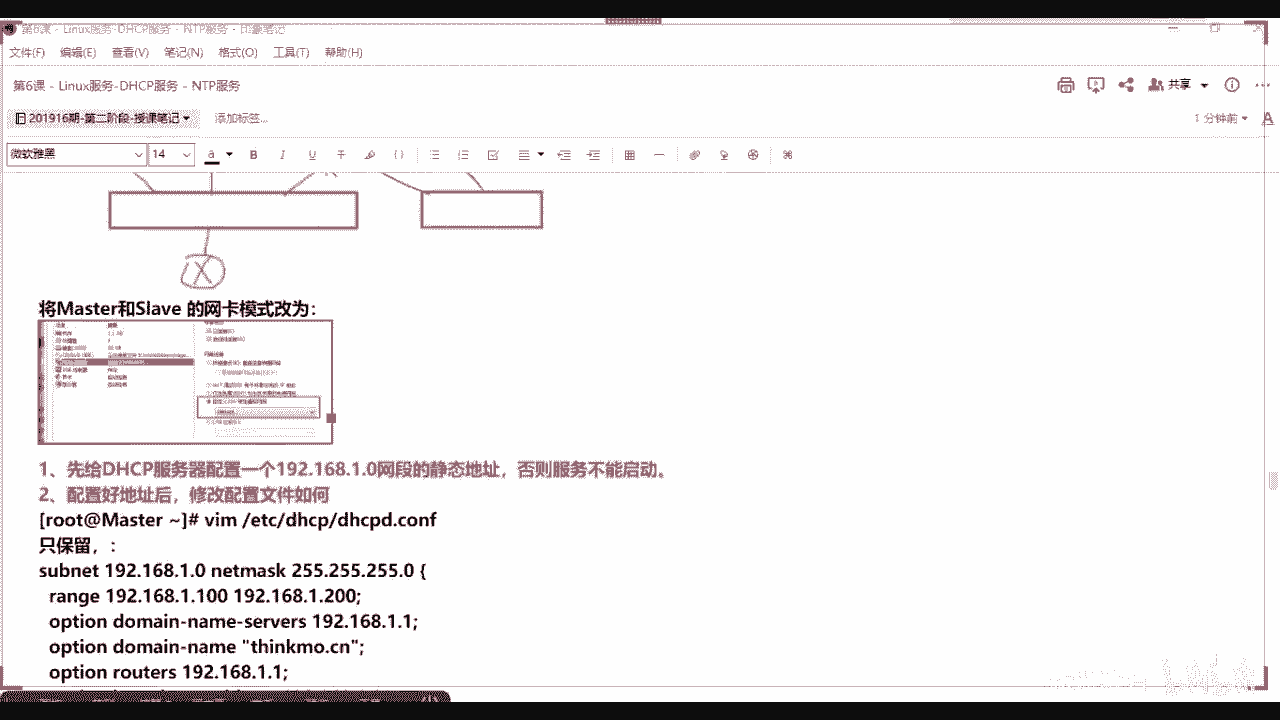 第6课 - Linux服务-DHCP服务 - NTP服务 - 印象笔记
文件(F) 编辑(E) 查看(V) 笔记(N) 格式(O) 工具(T) 帮助(H)
第6课 - Linux服务-DHCP服务 - NTP服务
共享
201916期-第二阶段-授课笔记
添加标签...
1 分钟前
微软雅黑 14
将Master和Slave 的网卡模式改为：
1、先给DHCP服务器配置一个192.168.1.0网段的静态地址，否则服务不能启动。
2、配置好地址后，修改配置文件如何
[root@Master ~]# vim /etc/dhcp/dhcpd.conf
只保留，：
subnet 192.168.1.0 netmask 255.255.255.0 {
range 192.168.1.100 192.168.1.200;
option domain-name-servers 192.168.1.1;
option domain-name "thinkmo.cn";
option routers 192.168.1.1;